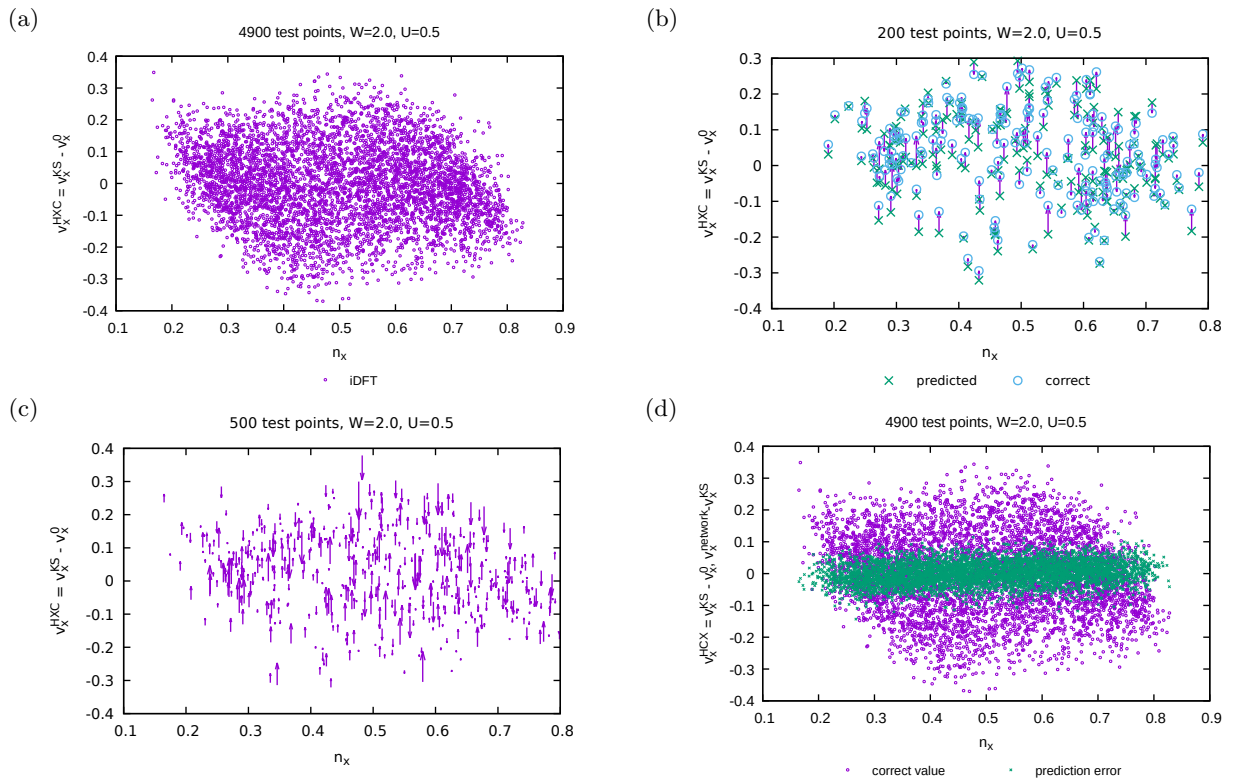 (a)
4900 test points, W=2.0, U=0.5
v_x^HXC = v_x^KS - v_x^0
0.4
0.3
0.2
0.1
0
-0.1
-0.2
-0.3
-0.4
0.1 0.2 0.3 0.4 0.5 0.6 0.7 0.8 0.9
n_x
iDFT
(b)
200 test points, W=2.0, U=0.5
v_x^HXC = v_x^KS - v_x^0
0.3
0.2
0.1
0
-0.1
-0.2
-0.3
-0.4
0.1 0.2 0.3 0.4 0.5 0.6 0.7 0.8
n_x
predicted correct
(c)
500 test points, W=2.0, U=0.5
v_x^HXC = v_x^KS - v_x^0
0.4
0.3
0.2
0.1
0
-0.1
-0.2
-0.3
-0.4
0.1 0.2 0.3 0.4 0.5 0.6 0.7 0.8
n_x
(d)
4900 test points, W=2.0, U=0.5
v_x^HCX = v_x^KS - v_x^0, v_x^network-v_x^KS
0.4
0.3
0.2
0.1
0
-0.1
-0.2
-0.3
-0.4
0.1 0.2 0.3 0.4 0.5 0.6 0.7 0.8 0.9
n_x
correct value prediction error